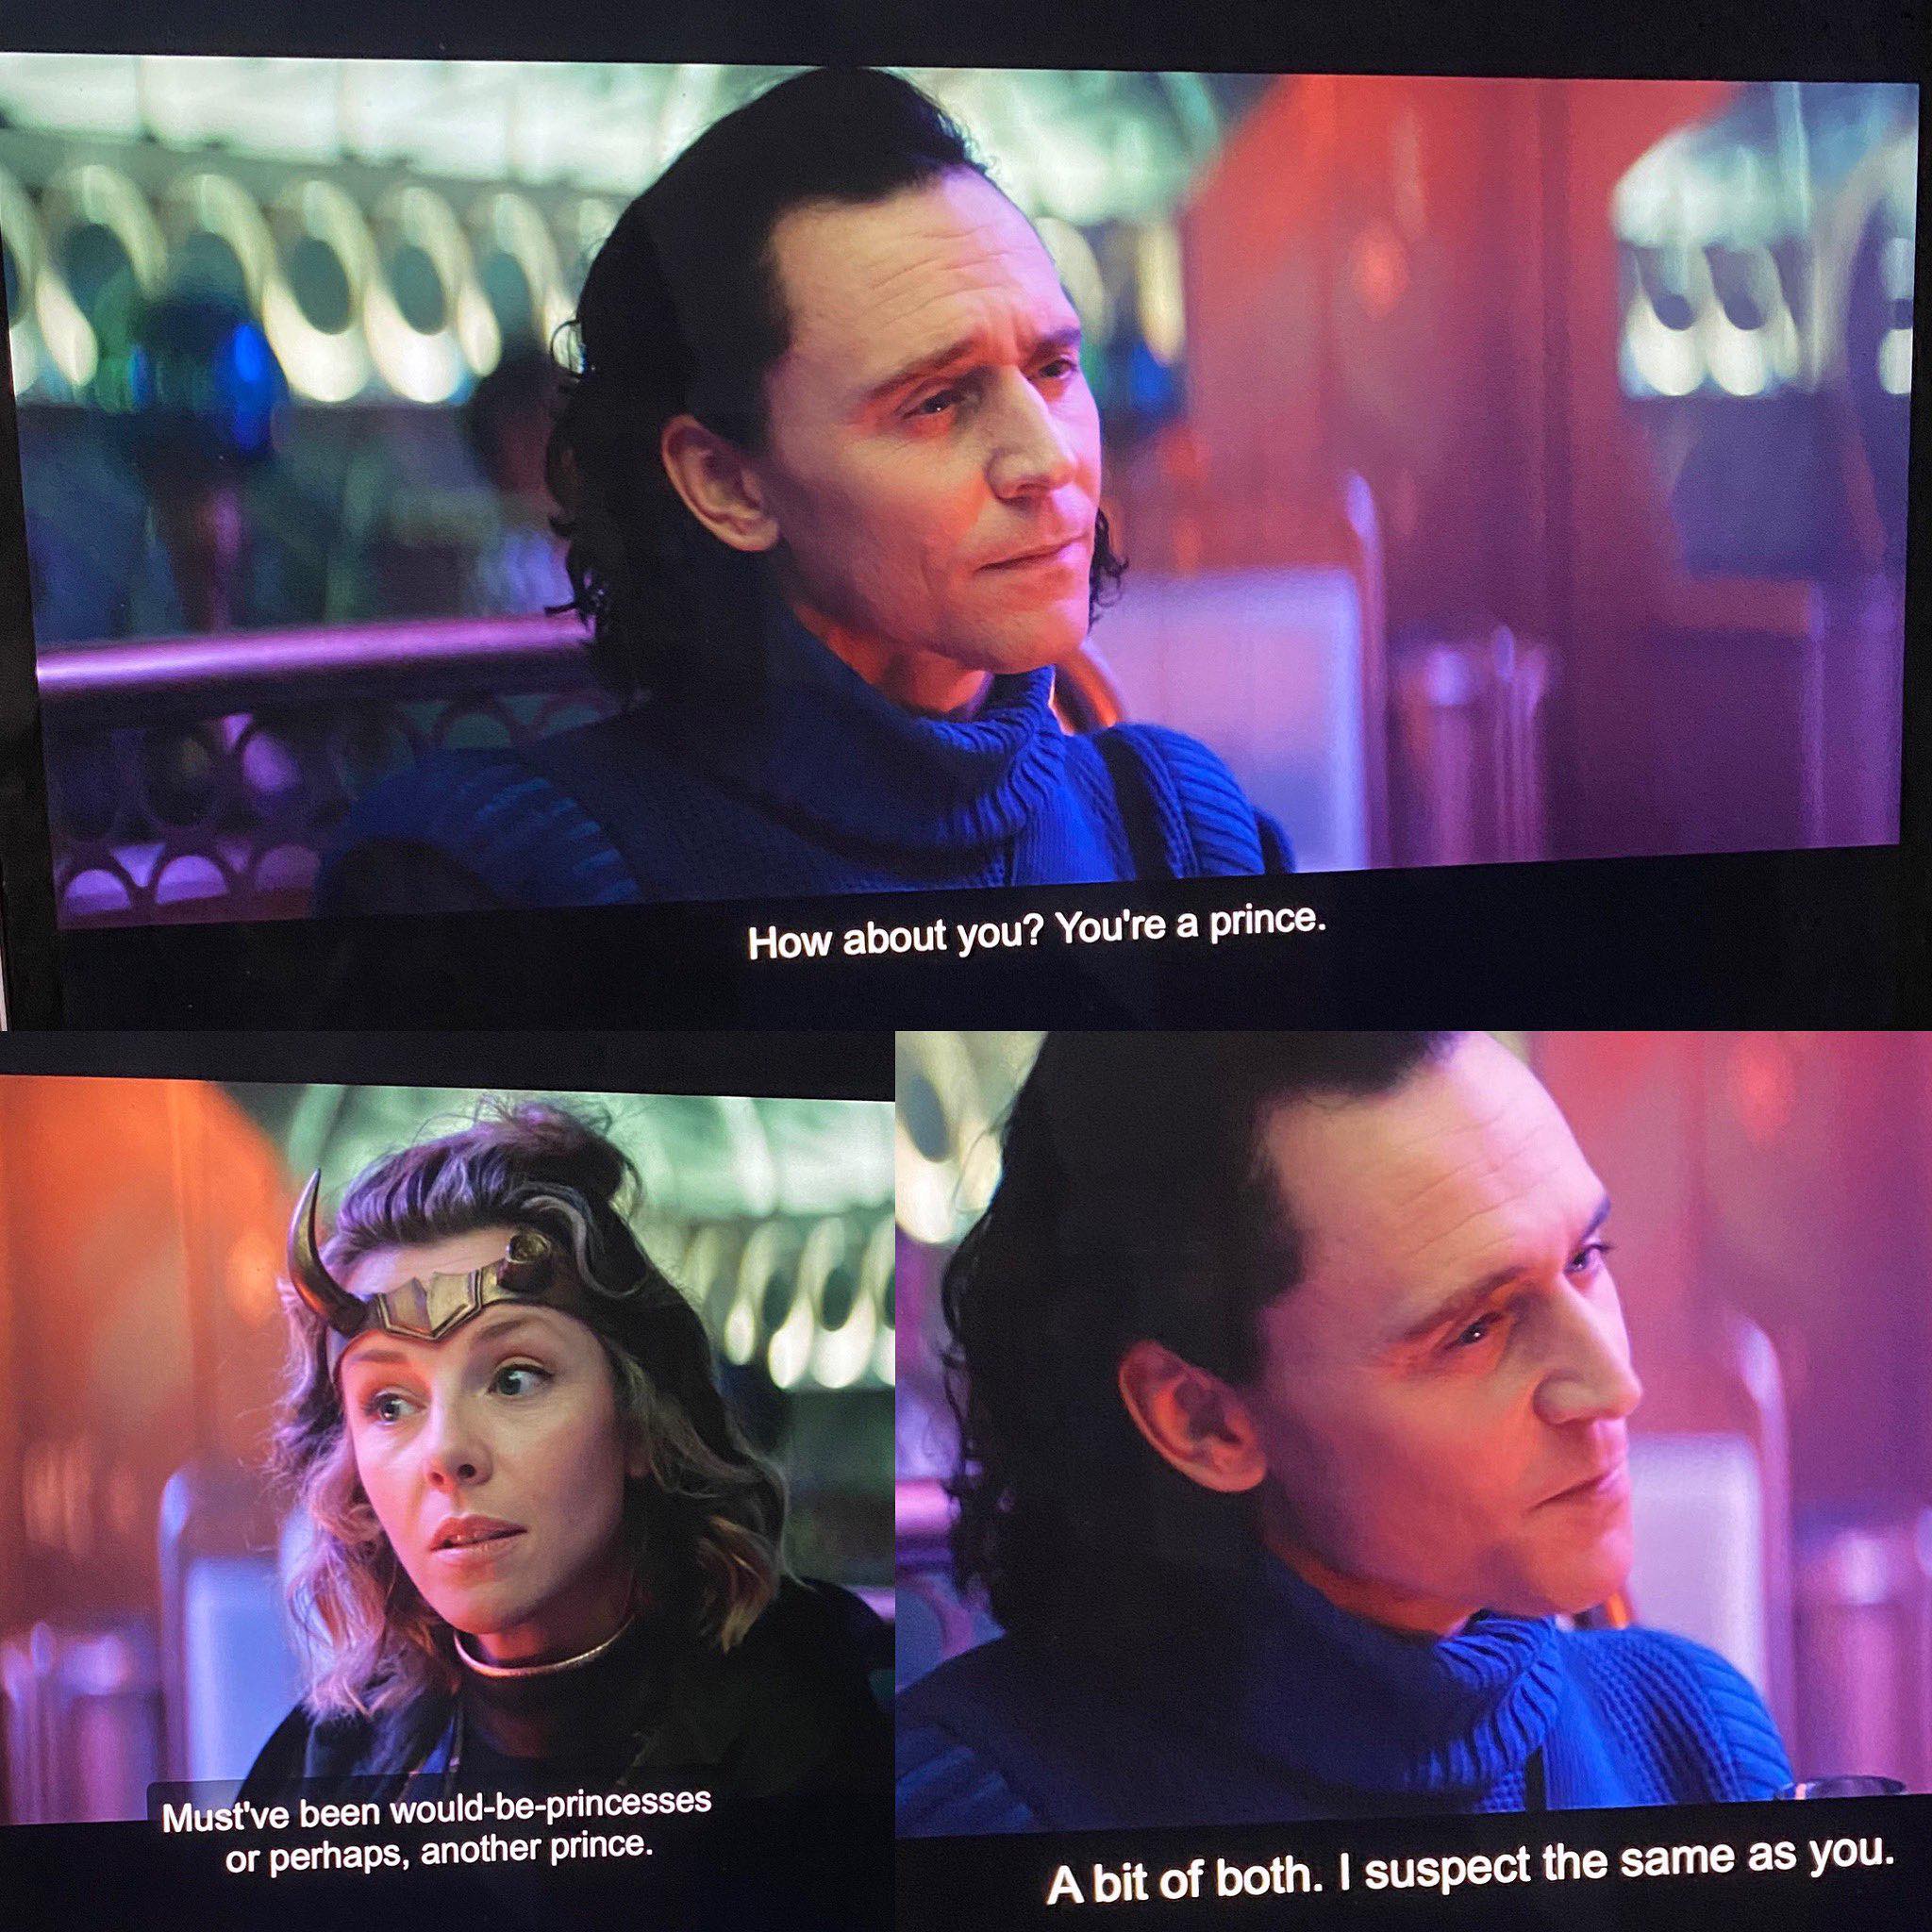 How about you? You're a prince.
Must've been would-be-princesses
or perhaps, another prince.
A bit of both. I suspect the same as you.